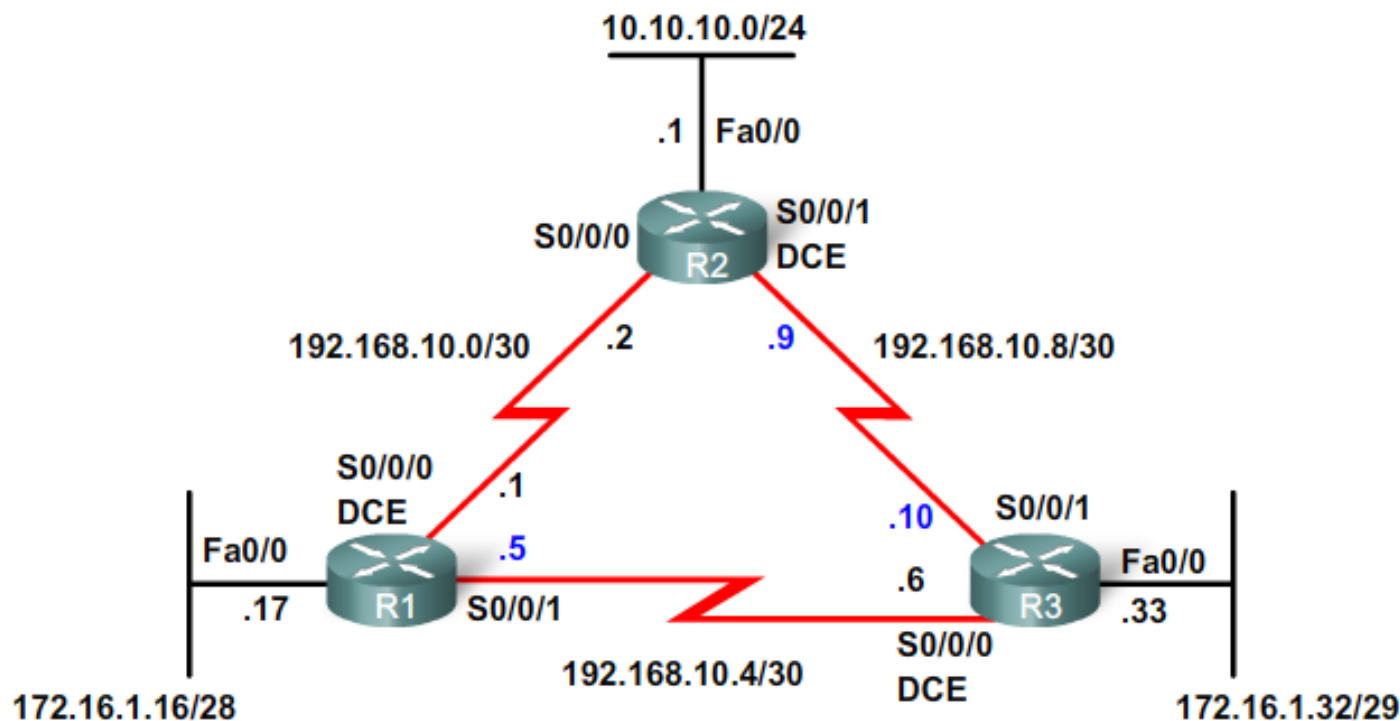 10.10.10.0/24
.1 Fa0/0
S0/0/1
S0/0/0
R2
DCE
192.168.10.0/30
.2
.9
192.168.10.8/30
S0/0/0
DCE
.1
.10
S0/0/1
Fa0/0
.5
.6
Fa0/0
.17
R1
S0/0/1
R3
.33
192.168.10.4/30
S0/0/0
DCE
172.16.1.16/28
172.16.1.32/29